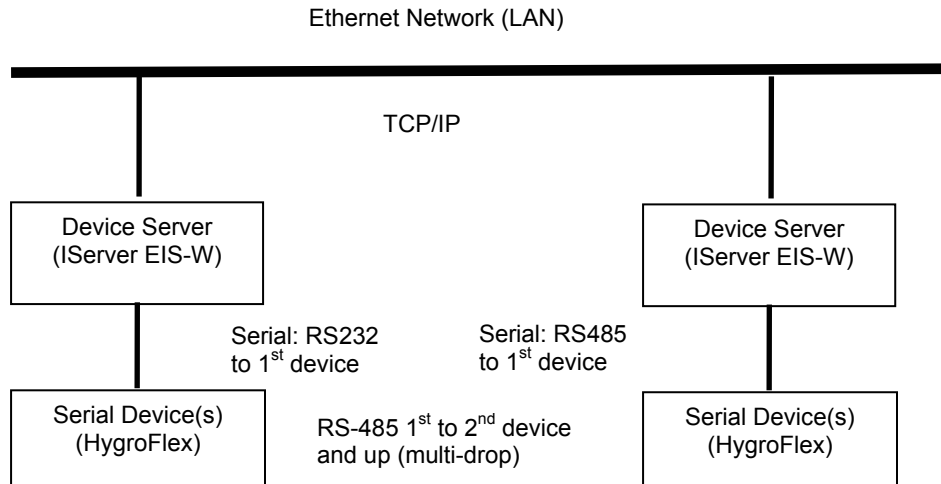 Ethernet Network (LAN)
TCP/IP
Device Server
(IServer EIS-W)
Device Server
(IServer EIS-W)
Serial: RS232
to 1st device
Serial: RS485
to 1st device
Serial Device(s)
(HygroFlex)
RS-485 1st to 2nd device
and up (multi-drop)
Serial Device(s)
(HygroFlex)